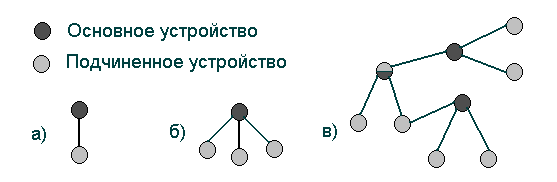 Основное устройство
Подчиненное устройство
а)
б)
в)